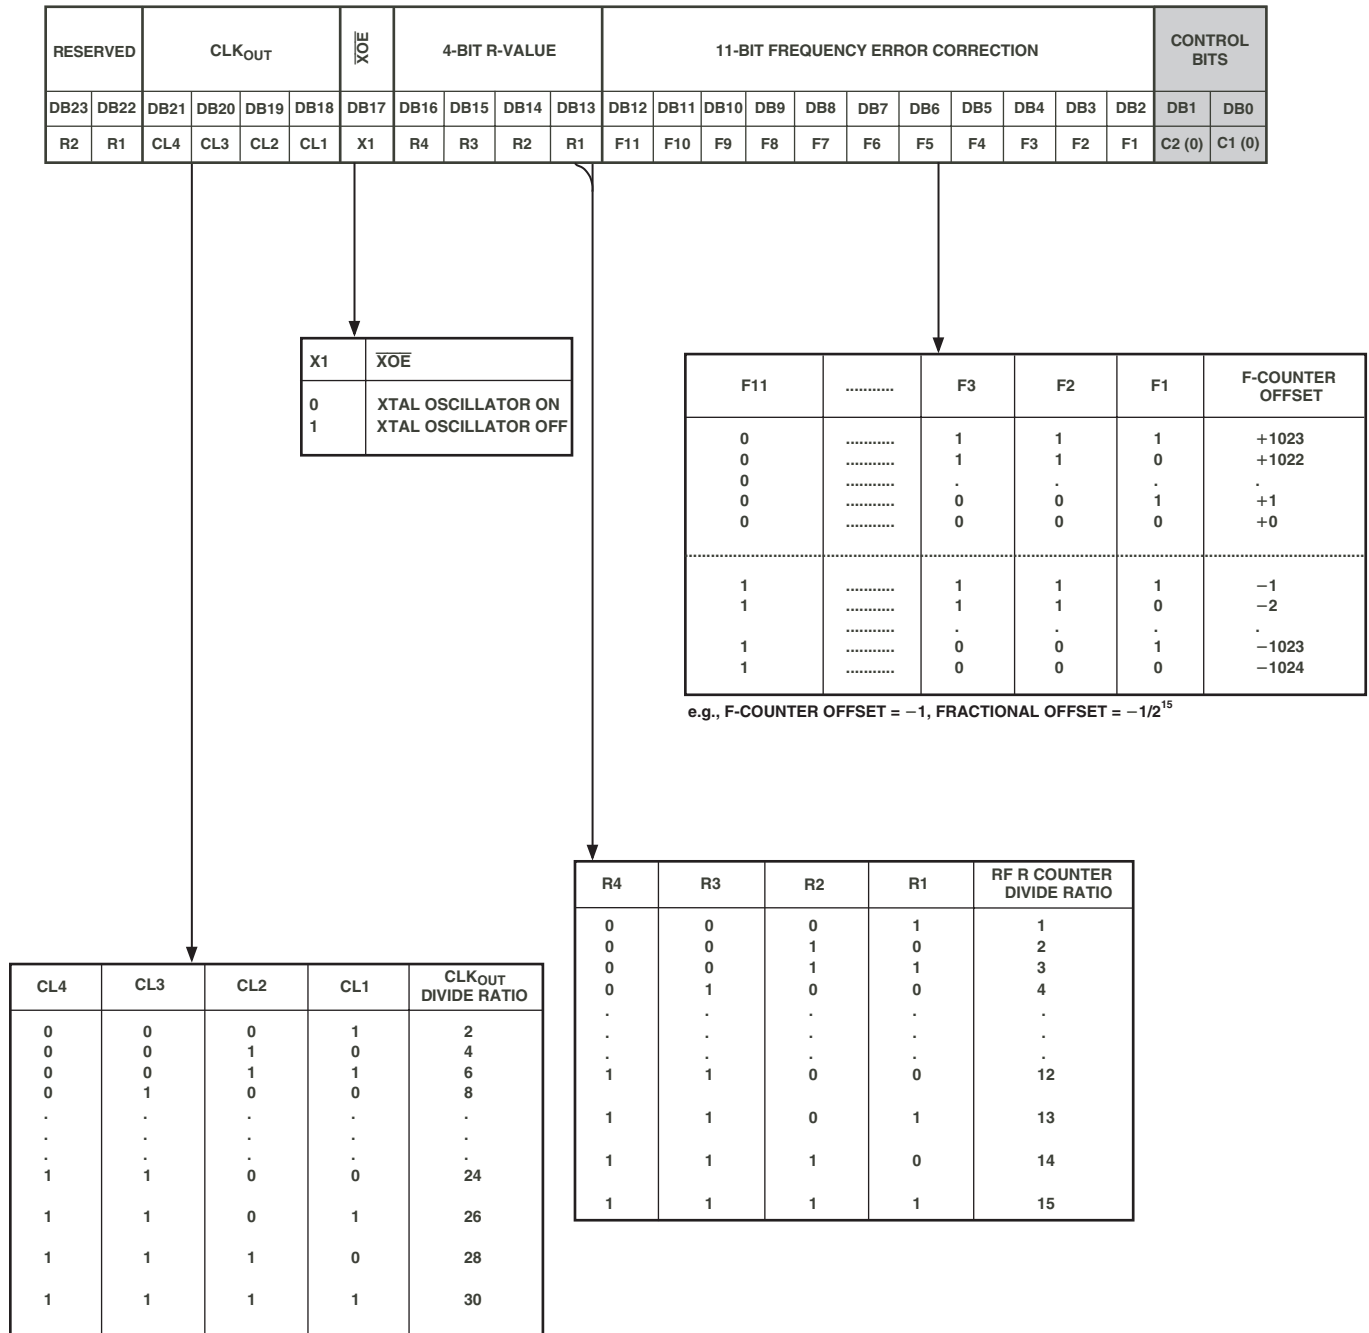 RESERVED CLKOUT XOE 4-BIT R-VALUE 11-BIT FREQUENCY ERROR CORRECTION CONTROL BITS
DB23 DB22 DB21 DB20 DB19 DB18 DB17 DB16 DB15 DB14 DB13 DB12 DB11 DB10 DB9 DB8 DB7 DB6 DB5 DB4 DB3 DB2 DB1 DB0
R2 R1 CL4 CL3 CL2 CL1 X1 R4 R3 R2 R1 F11 F10 F9 F8 F7 F6 F5 F4 F3 F2 F1 C2 (0) C1 (0)
X1 XOE
0 XTAL OSCILLATOR ON
1 XTAL OSCILLATOR OFF
F11 ........... F3 F2 F1 F-COUNTER OFFSET
0 ........... 1 1 1 +1023
0 ........... 1 1 0 +1022
0 ........... . . . .
0 ........... 0 0 1 +1
0 ........... 0 0 0 +0
1 ........... 1 1 1 −1
1 ........... 1 1 0 −2
........... . . . .
1 ........... 0 0 1 −1023
1 ........... 0 0 0 −1024
e.g., F-COUNTER OFFSET = −1, FRACTIONAL OFFSET = −1/2¹⁵
R4 R3 R2 R1 RF R COUNTER DIVIDE RATIO
0 0 0 1 1
0 0 1 0 2
0 0 1 1 3
0 1 0 0 4
. . . . .
. . . . .
. . . . .
1 1 0 0 12
1 1 0 1 13
1 1 1 0 14
1 1 1 1 15
CL4 CL3 CL2 CL1 CLKOUT DIVIDE RATIO
0 0 0 1 2
0 0 1 0 4
0 0 1 1 6
0 1 0 0 8
. . . . .
. . . . .
. . . . .
1 1 0 0 24
1 1 0 1 26
1 1 1 0 28
1 1 1 1 30